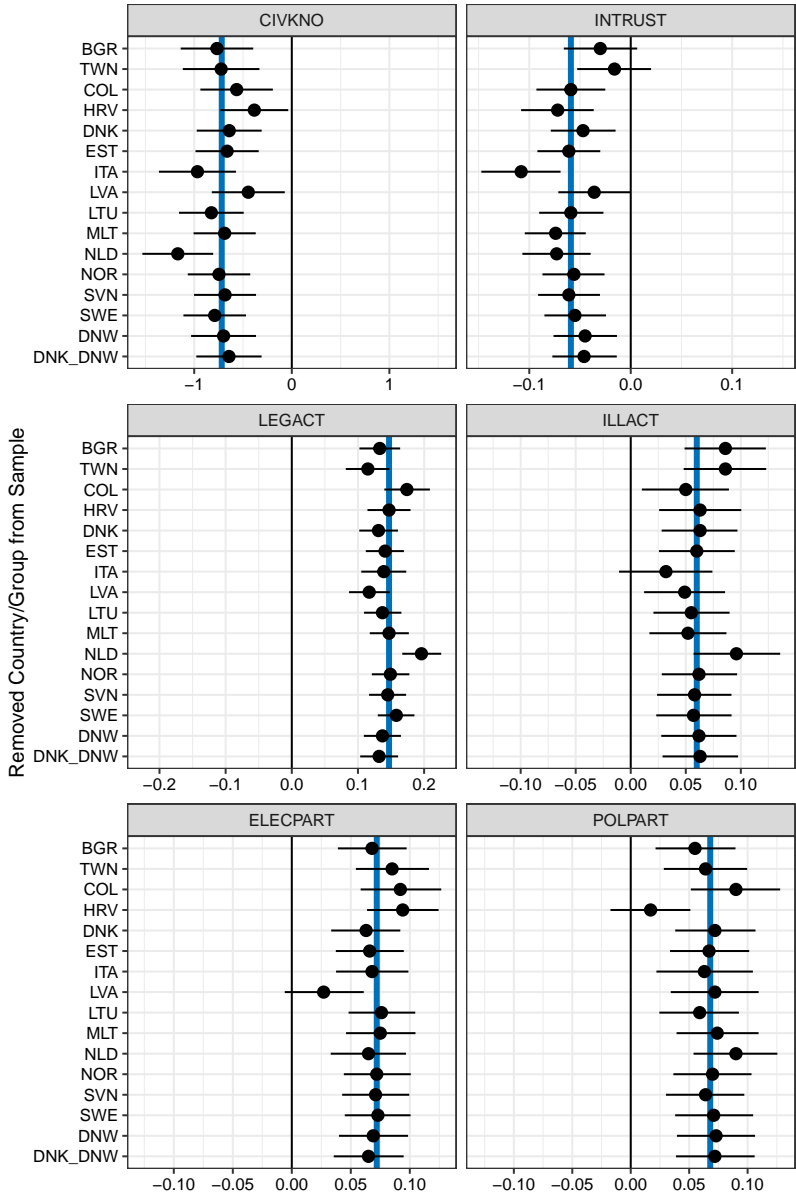 CIVKNO INTRUST
BGR
TWN
COL
HRV
DNK
EST
ITA
LVA
LTU
MLT
NLD
NOR
SVN
SWE
DNW
DNK_DNW
−1 0 1 −0.1 0.0 0.1
LEGACT ILLACT
BGR
TWN
COL
HRV
DNK
EST
ITA
LVA
LTU
MLT
NLD
NOR
SVN
SWE
DNW
DNK_DNW
−0.2 −0.1 0.0 0.1 0.2 −0.10 −0.05 0.00 0.05 0.10
Removed Country/Group from Sample
ELECPART POLPART
BGR
TWN
COL
HRV
DNK
EST
ITA
LVA
LTU
MLT
NLD
NOR
SVN
SWE
DNW
DNK_DNW
−0.10 −0.05 0.00 0.05 0.10 −0.10 −0.05 0.00 0.05 0.10